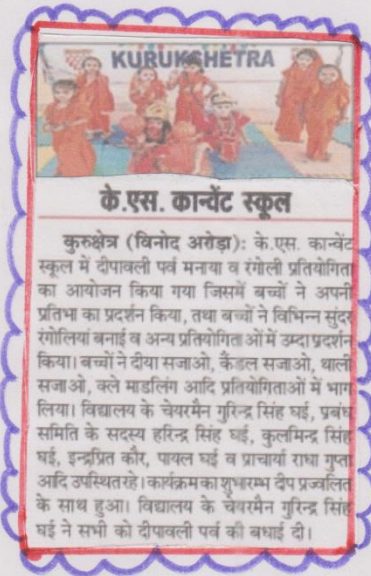 KURUKSHETRA
के.एस. कान्वेंट स्कूल
कुरुक्षेत्र (विनोद अरोड़ा): के.एस. कान्वेंट
स्कूल में दीपावली पर्व मनाया व रंगोली प्रतियोगिता
का आयोजन किया गया जिसमें बच्चों ने अपनी
प्रतिभा का प्रदर्शन किया, तथा बच्चों ने विभिन्न सुंदर
रंगोलियां बनाई व अन्य प्रतियोगिताओं में उम्दा प्रदर्शन
किया। बच्चों ने दीया सजाओ, कैंडल सजाओ, थाली
सजाओ, क्ले माडलिंग आदि प्रतियोगिताओं में भाग
लिया। विद्यालय के चेयरमैन गुरिन्द्र सिंह घई, प्रबंध
समिति के सदस्य हरिन्द्र सिंह घई, कुलमिन्द्र सिंह
घई, इन्द्रप्रित कौर, पायल घई व प्राचार्या राधा गुप्ता
आदि उपस्थित रहे। कार्यक्रम का शुभारम्भ दीप प्रज्वलित
के साथ हुआ। विद्यालय के चेयरमैन गुरिन्द्र सिंह
घई ने सभी को दीपावली पर्व की बधाई दी।